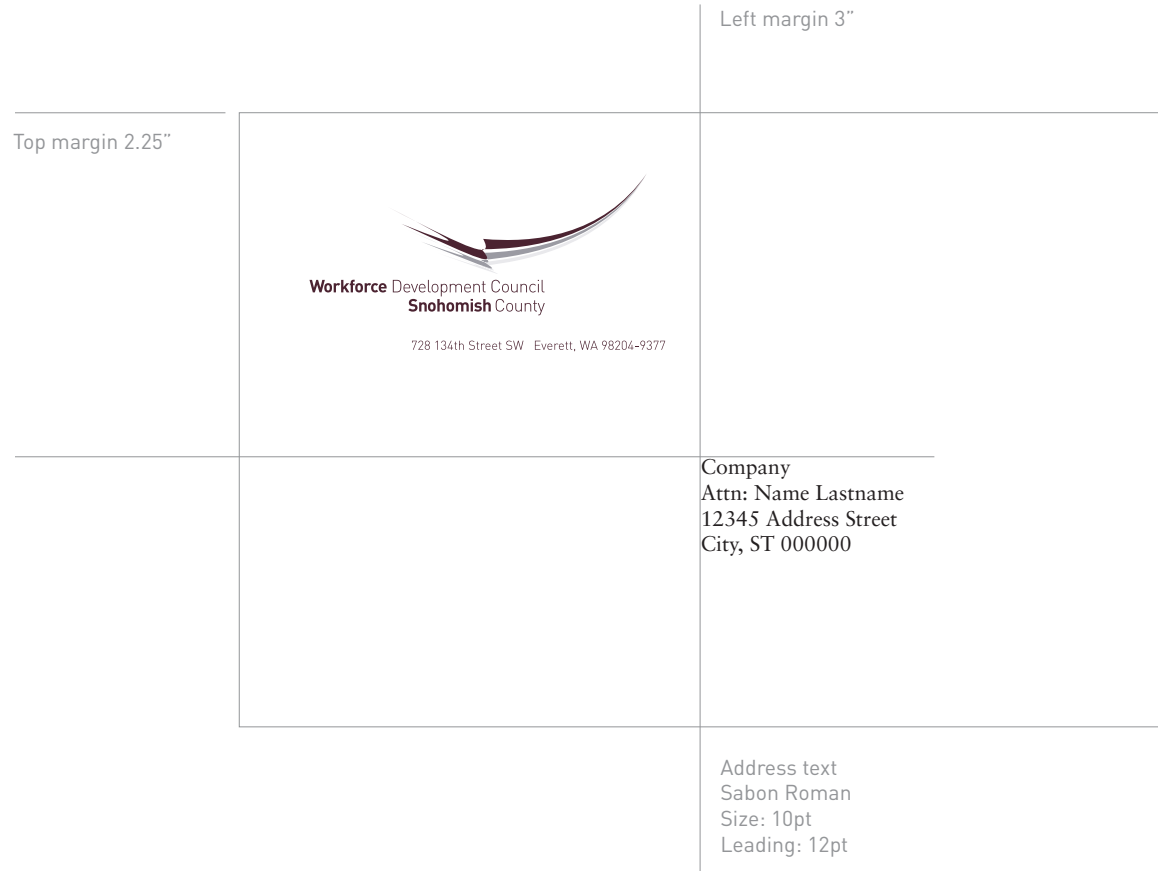 Left margin 3”
Top margin 2.25”
Workforce Development Council
Snohomish County
728 134th Street SW Everett, WA 98204-9377
Company
Attn: Name Lastname
12345 Address Street
City, ST 000000
Address text
Sabon Roman
Size: 10pt
Leading: 12pt